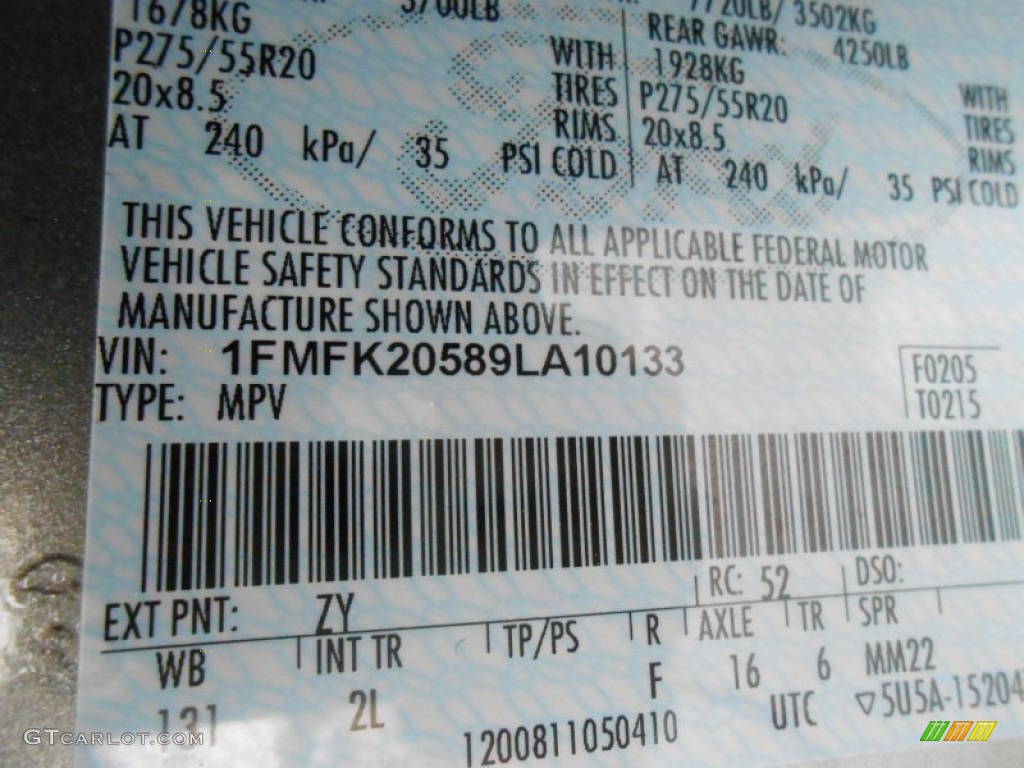 1678KG 3700LB
P275/55R20 WITH
20x8.5 TIRES
RIMS
AT 240 kPa/ 35 PSI COLD
7720LB/ 3502KG
REAR GAWR: 4250LB
1928KG WITH
P275/55R20 TIRES
20x8.5 RIMS
AT 240 kPa/ 35 PSI COLD
THIS VEHICLE CONFORMS TO ALL APPLICABLE FEDERAL MOTOR
VEHICLE SAFETY STANDARDS IN EFFECT ON THE DATE OF
MANUFACTURE SHOWN ABOVE.
VIN: 1FMFK20589LA10133
F0205
TYPE: MPV
T0215
EXT PNT: ZY RC: 52 DSO:
WB INT TR TP/PS R AXLE TR SPR
131 2L F 16 6 MM22
1200811050410 UTC ▽5U5A-15204
GTCARLOT.COM